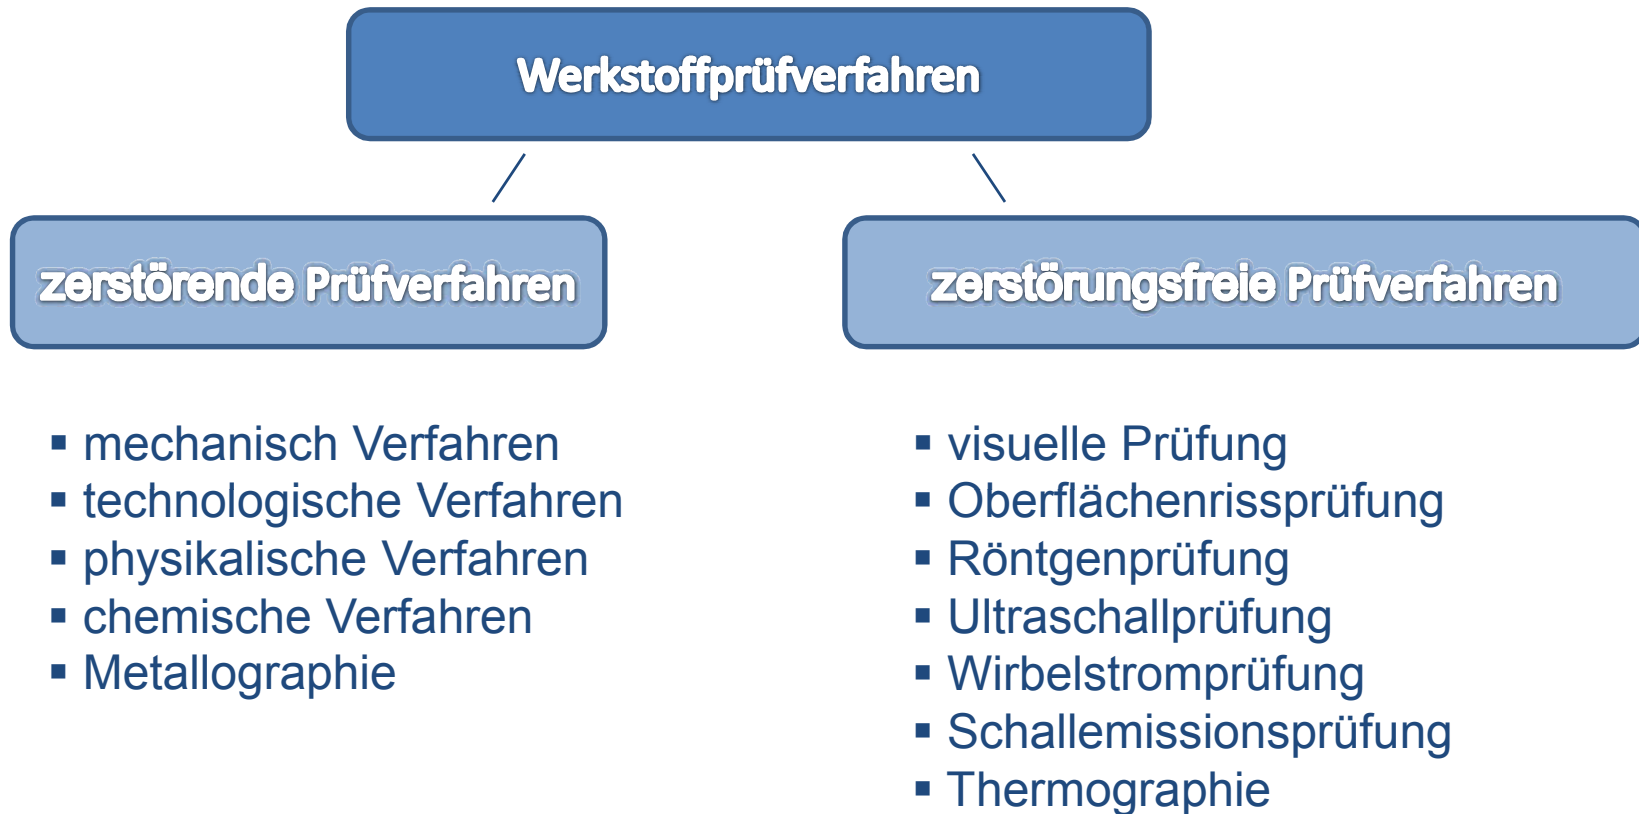 Werkstoffprüfverfahren
zerstörende Prüfverfahren
▪ mechanisch Verfahren
▪ technologische Verfahren
▪ physikalische Verfahren
▪ chemische Verfahren
▪ Metallographie
zerstörungsfreie Prüfverfahren
▪ visuelle Prüfung
▪ Oberflächenrissprüfung
▪ Röntgenprüfung
▪ Ultraschallprüfung
▪ Wirbelstromprüfung
▪ Schallemissionsprüfung
▪ Thermographie